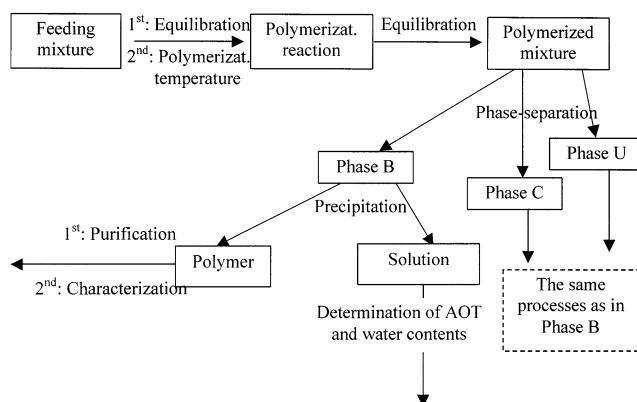 Feeding
mixture
1st: Equilibration
2nd: Polymerizat.
temperature
Polymerizat.
reaction
Equilibration
Polymerized
mixture
Phase-separation
Phase B
Phase C
Phase U
Precipitation
1st: Purification
2nd: Characterization
Polymer
Solution
Determination of AOT
and water contents
The same
processes as in
Phase B